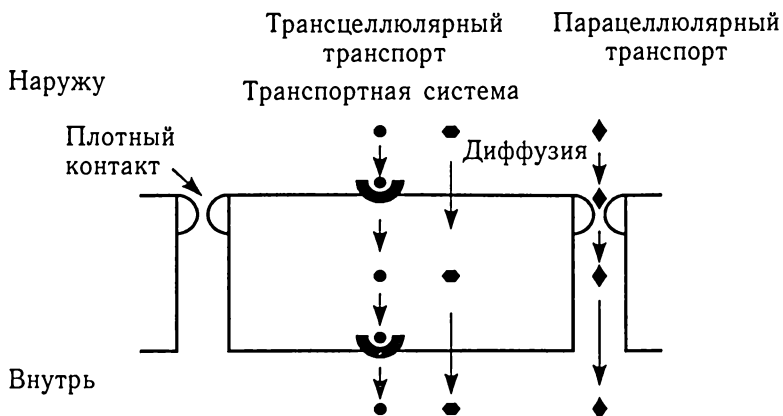 Трансцеллюлярный
транспорт
Парацеллюлярный
транспорт
Наружу
Транспортная система
Плотный
контакт
Диффузия
Внутрь